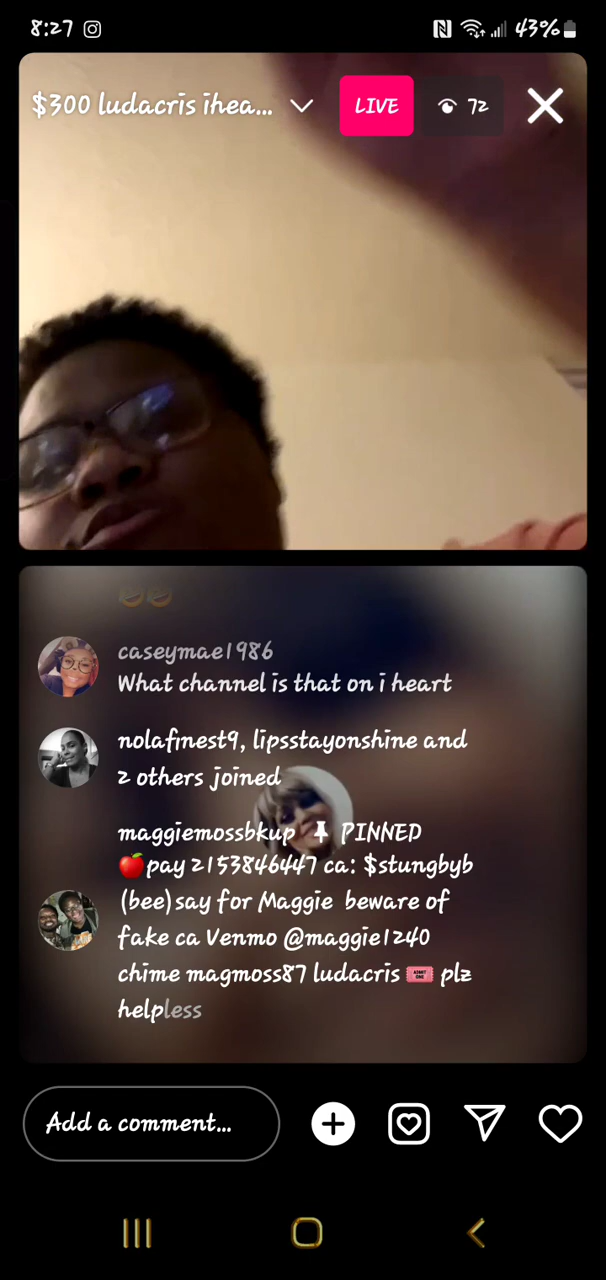 8:27
43%
$300 ludacris ihea...
LIVE
72
caseymae1986
What channel is that on i heart
nolafinest9, lipsstayonshine and
2 others joined
maggiemossbkup 📌 PINNED
🍎pay 2153846447 ca: $stungbyb
(bee)say for Maggie beware of
fake ca Venmo @maggie1240
chime magmoss87 ludacris 🎟️ plz
helpless
Add a comment...